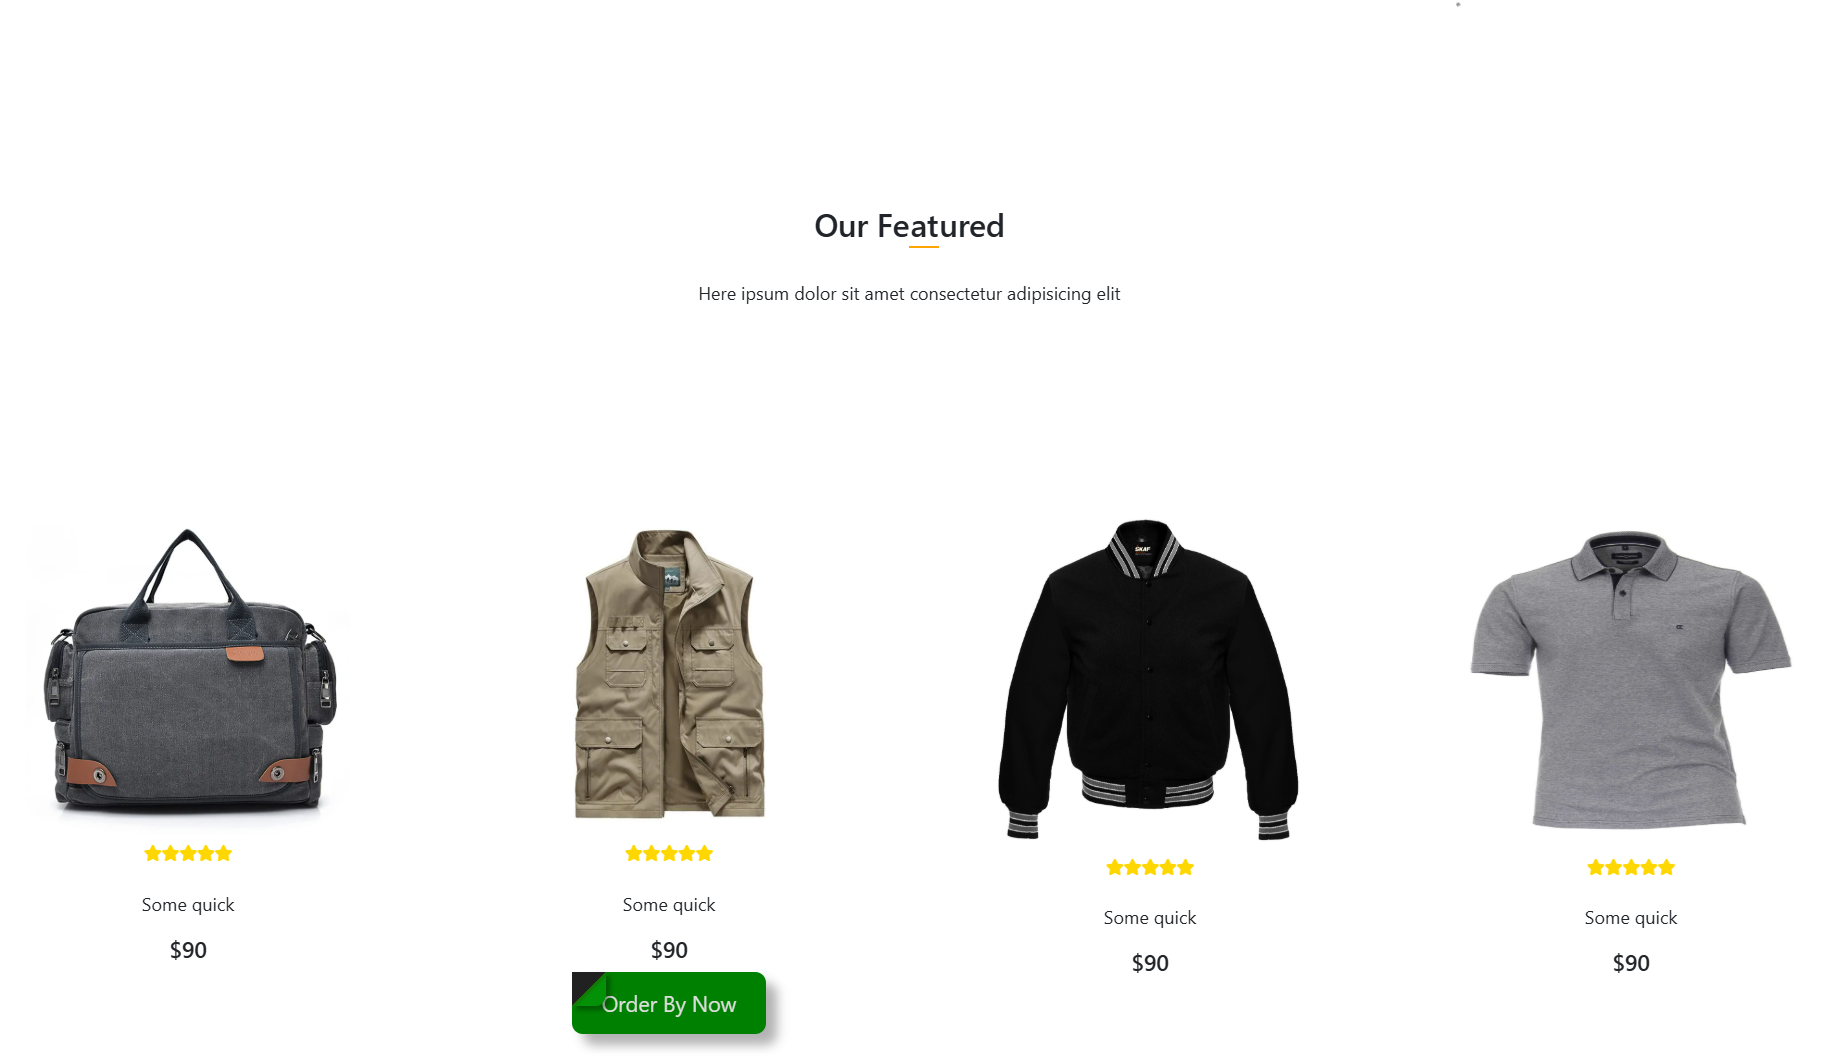 Our Featured
Here ipsum dolor sit amet consectetur adipisicing elit
SKAF
Some quick
$90
Some quick
$90
Order By Now
Some quick
$90
Some quick
$90